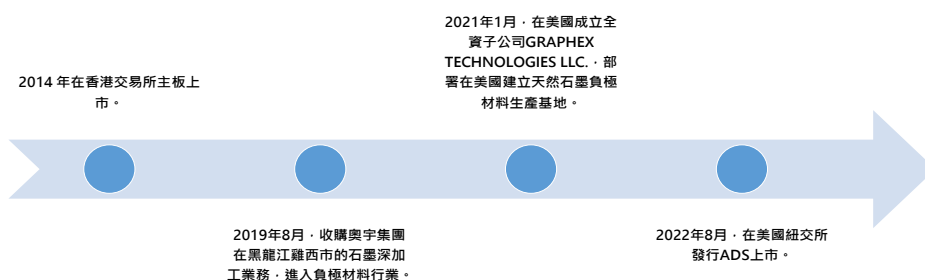 2014 年在香港交易所主板上
市。
2019年8月，收購奧宇集團
在黑龍江雞西市的石墨深加
工業務，進入負極材料行業。
2021年1月，在美國成立全
資子公司GRAPHEX
TECHNOLOGIES LLC.，部
署在美國建立天然石墨負極
材料生產基地。
2022年8月，在美國紐交所
發行ADS上市。